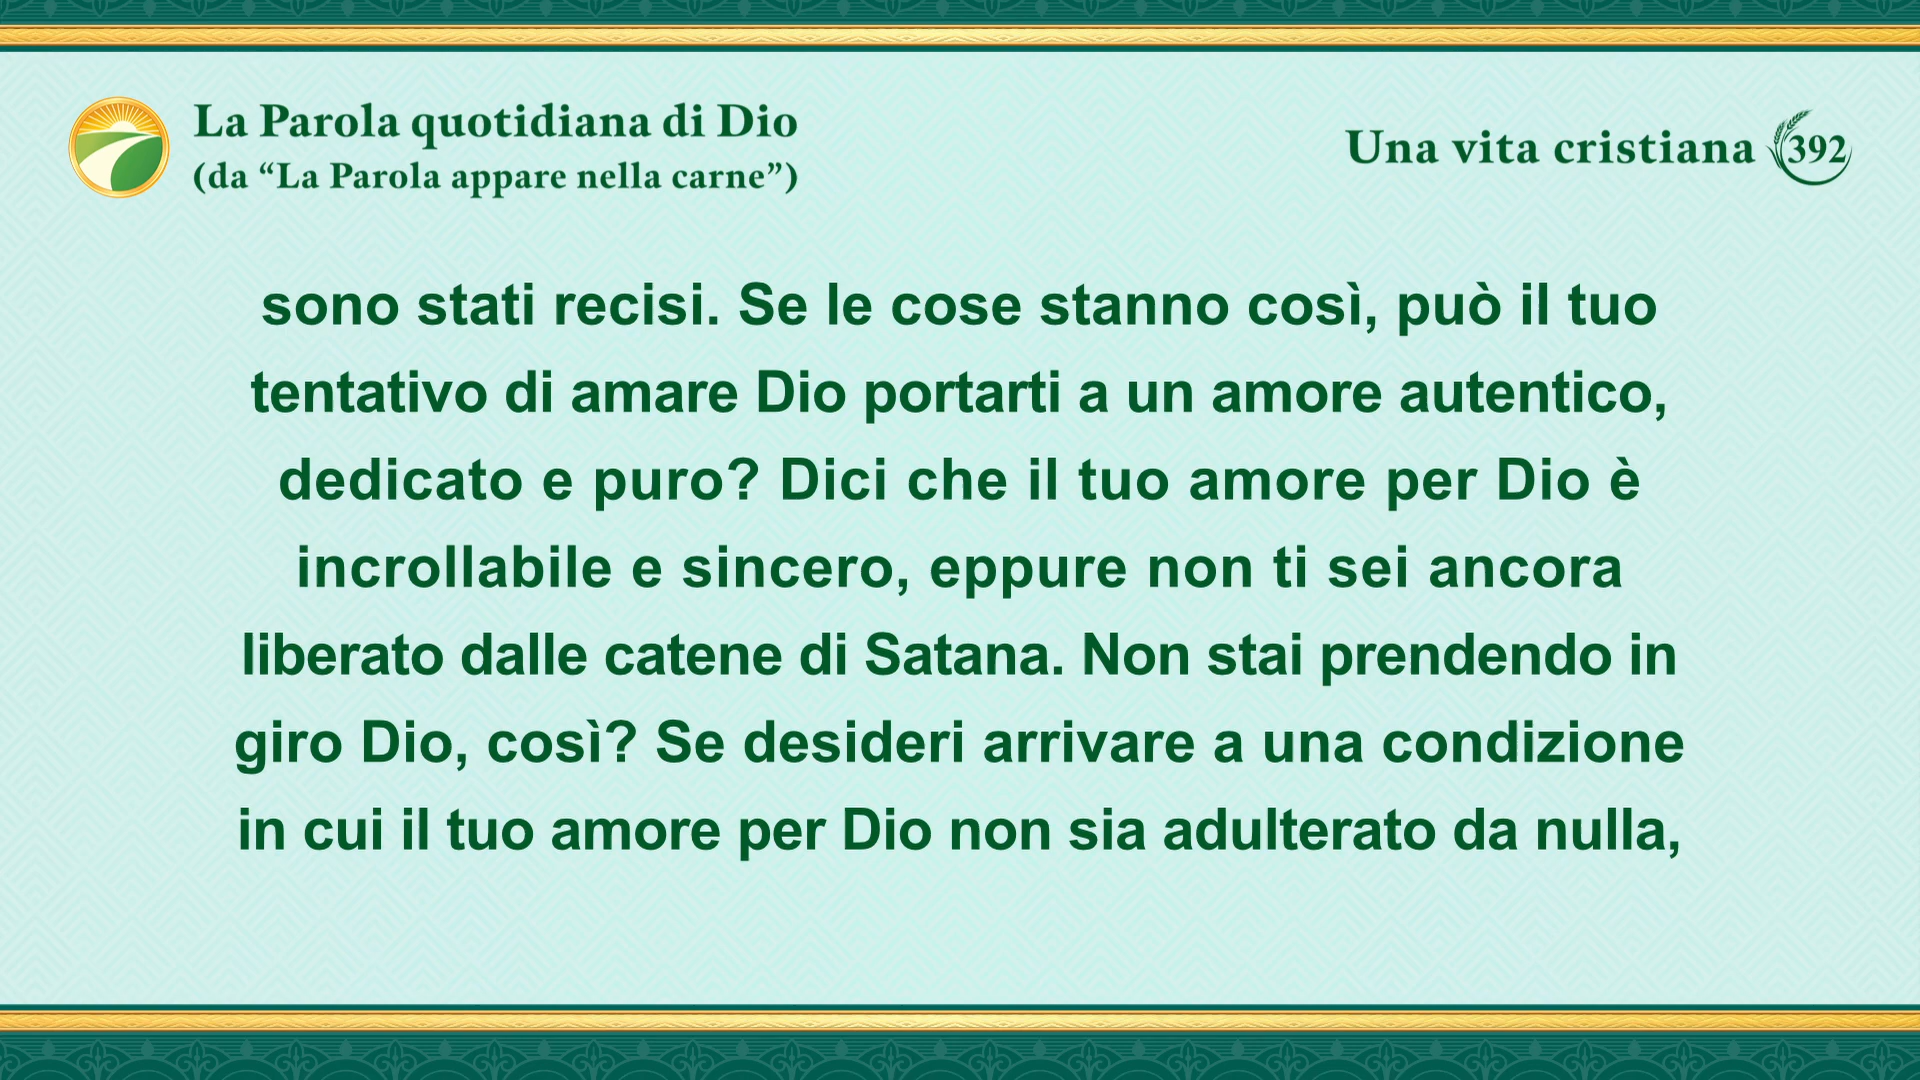 La Parola quotidiana di Dio
(da “La Parola appare nella carne”)
Una vita cristiana 392
sono stati recisi. Se le cose stanno così, può il tuo
tentativo di amare Dio portarti a un amore autentico,
dedicato e puro? Dici che il tuo amore per Dio è
incrollabile e sincero, eppure non ti sei ancora
liberato dalle catene di Satana. Non stai prendendo in
giro Dio, così? Se desideri arrivare a una condizione
in cui il tuo amore per Dio non sia adulterato da nulla,